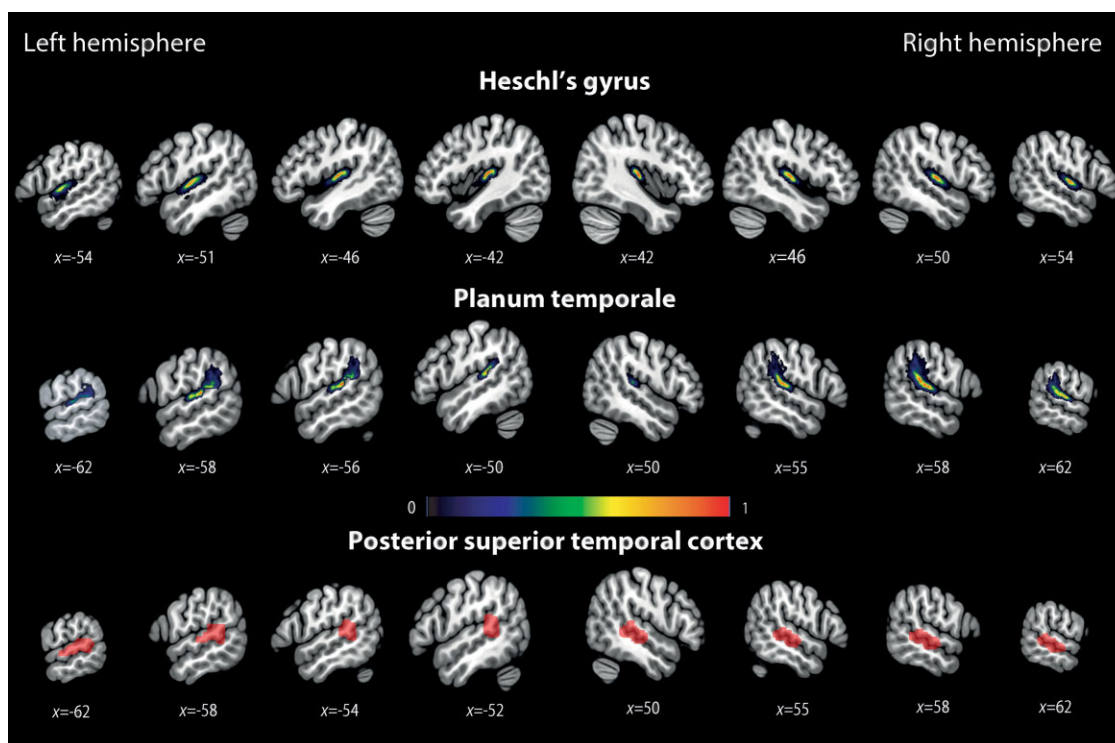 Left hemisphere Right hemisphere
Heschl's gyrus
x=-54 x=-51 x=-46 x=-42 x=42 x=46 x=50 x=54
Planum temporale
x=-62 x=-58 x=-56 x=-50 x=50 x=55 x=58 x=62
0 1
Posterior superior temporal cortex
x=-62 x=-58 x=-54 x=-52 x=50 x=55 x=58 x=62